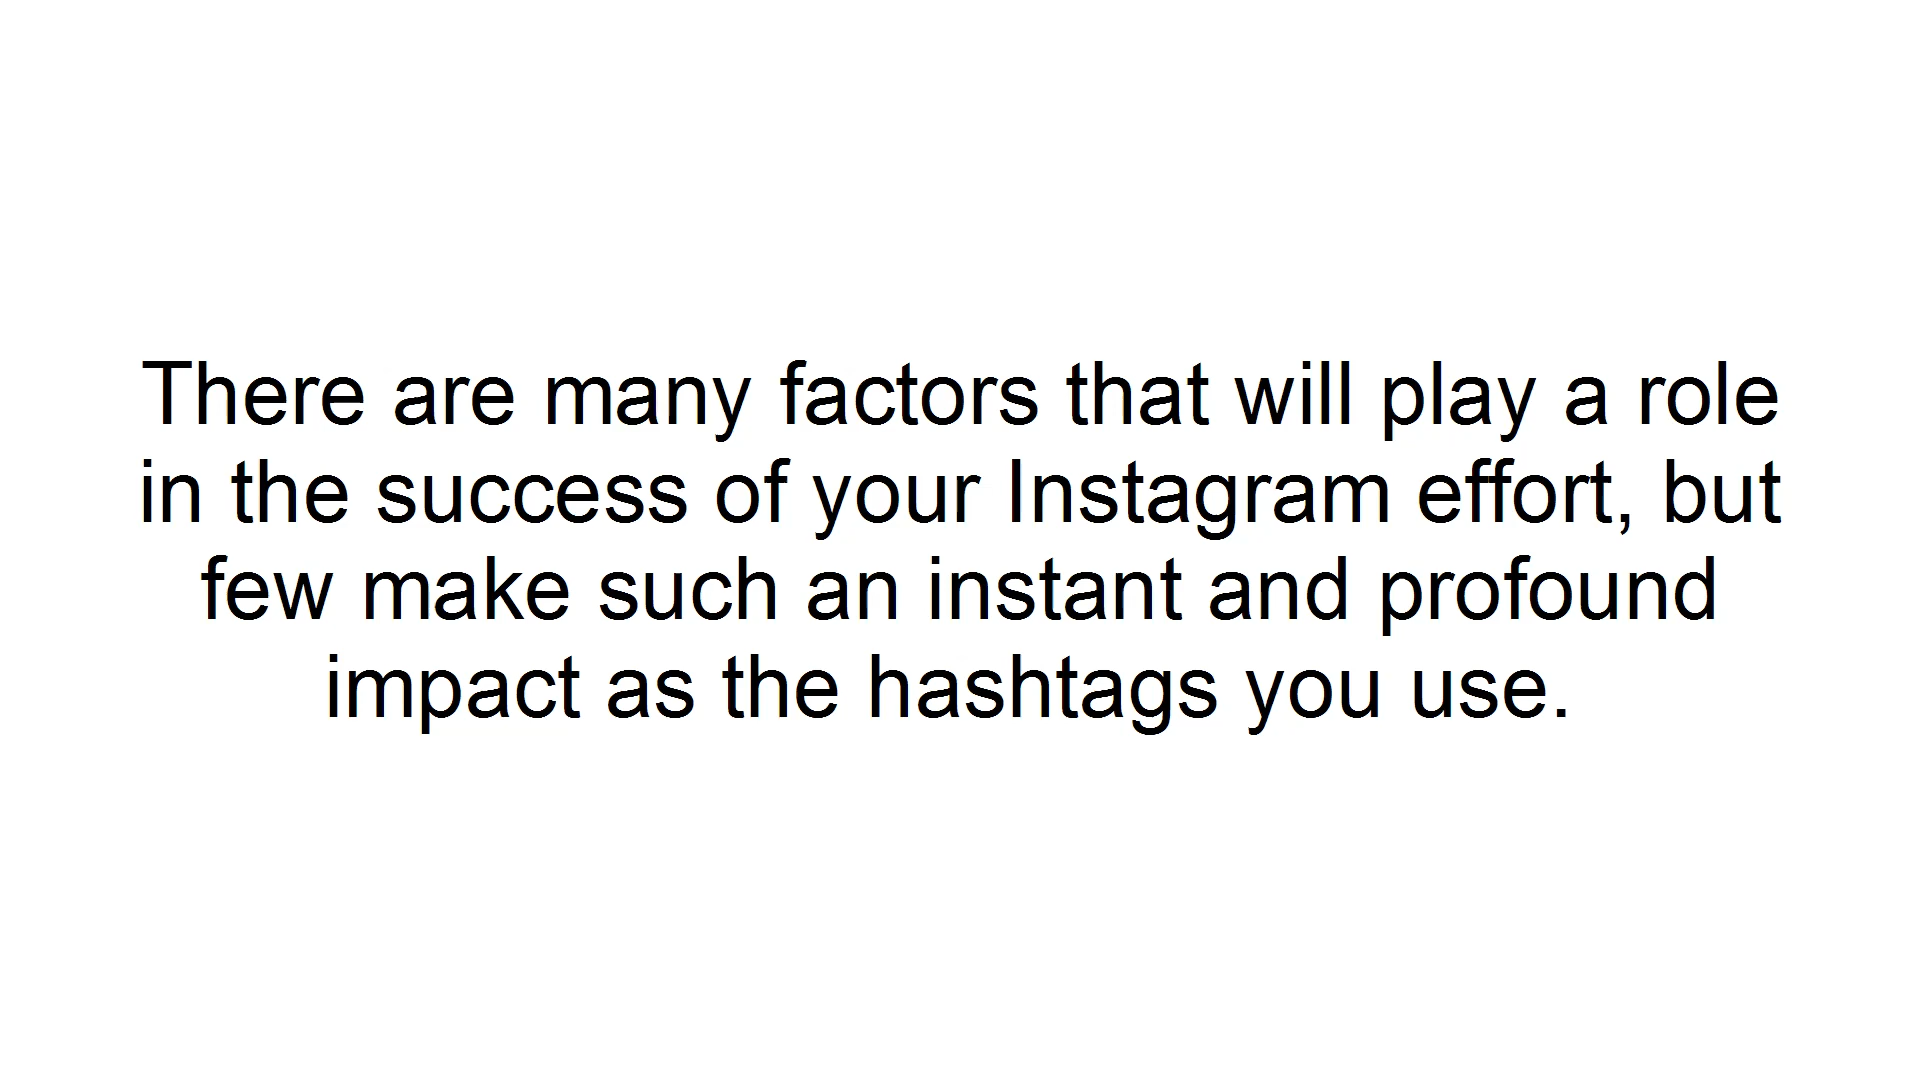 There are many factors that will play a role
in the success of your Instagram effort, but
few make such an instant and profound
impact as the hashtags you use.